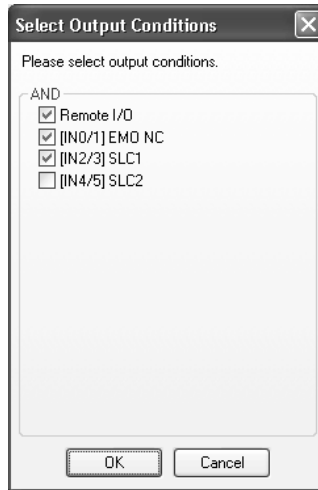 Select Output Conditions
Please select output conditions.
AND
Remote I/O
[IN0/1] EMO NC
[IN2/3] SLC1
[IN4/5] SLC2
OK
Cancel